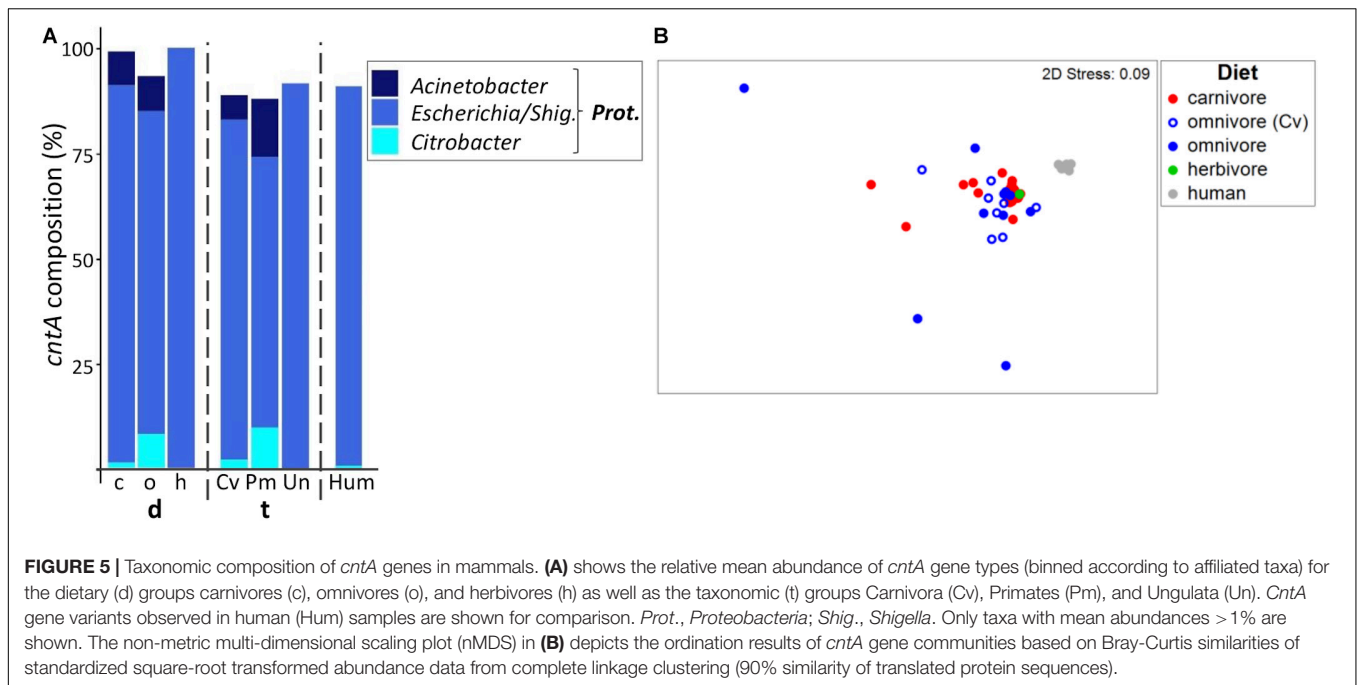 A
100
75
50
25
cntA composition (%)
c o h Cv Pm Un Hum
d t
Acinetobacter
Escherichia/Shig.
Citrobacter
Prot.
B
2D Stress: 0.09
Diet
carnivore
omnivore (Cv)
omnivore
herbivore
human
FIGURE 5 | Taxonomic composition of cntA genes in mammals. (A) shows the relative mean abundance of cntA gene types (binned according to affiliated taxa) for
the dietary (d) groups carnivores (c), omnivores (o), and herbivores (h) as well as the taxonomic (t) groups Carnivora (Cv), Primates (Pm), and Ungulata (Un). CntA
gene variants observed in human (Hum) samples are shown for comparison. Prot., Proteobacteria; Shig., Shigella. Only taxa with mean abundances >1% are
shown. The non-metric multi-dimensional scaling plot (nMDS) in (B) depicts the ordination results of cntA gene communities based on Bray-Curtis similarities of
standardized square-root transformed abundance data from complete linkage clustering (90% similarity of translated protein sequences).